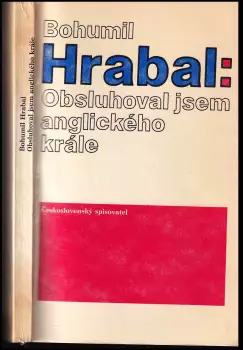 Bohumil Hrabal
Obsluhoval jsem anglického krále
Bohumil
Hrabal:
Obsluhoval jsem
anglického
krále
Československý spisovatel